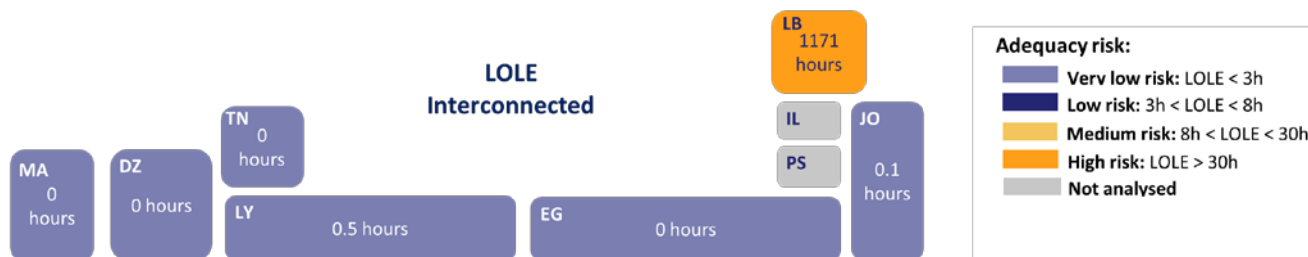 LOLE
Interconnected
MA
0
hours
DZ
0 hours
TN
0
hours
LY
0.5 hours
EG
0 hours
LB
1171
hours
IL
PS
JO
0.1
hours
Adequacy risk:
Very low risk: LOLE < 3h
Low risk: 3h < LOLE < 8h
Medium risk: 8h < LOLE < 30h
High risk: LOLE > 30h
Not analysed